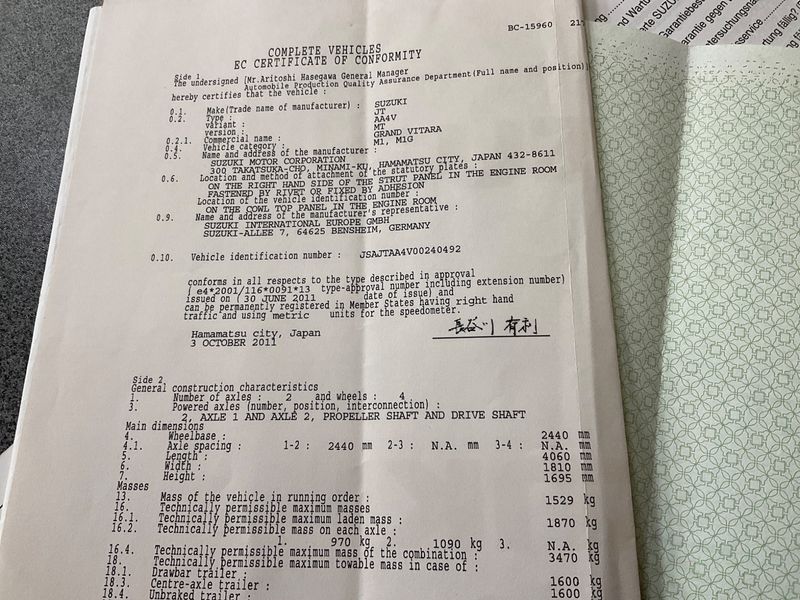 BC-15960 21
COMPLETE VEHICLES
EC CERTIFICATE OF CONFORMITY
Side 1
The undersigned [Mr.Aritoshi Hasegawa General Manager
Automobile Production Quality Assurance Department(Full name and position)]
hereby certifies that the vehicle :
0.1. Make(Trade name of manufacturer) : SUZUKI
0.2. Type : JT
variant : AA4V
version : MT
0.2.1. Commercial name : GRAND VITARA
0.4. Vehicle category : M1, M1G
0.5. Name and address of the manufacturer :
SUZUKI MOTOR CORPORATION
300 TAKATSUKA-CHO, MINAMI-KU, HAMAMATSU CITY, JAPAN 432-8611
0.6. Location and method of attachment of the statutory plates :
ON THE RIGHT HAND SIDE OF THE STRUT PANEL IN THE ENGINE ROOM
FASTENED BY RIVET OR FIXED BY ADHESION
Location of the vehicle identification number :
ON THE COWL TOP PANEL IN THE ENGINE ROOM
0.9. Name and address of the manufacturer's representative :
SUZUKI INTERNATIONAL EUROPE GMBH
SUZUKI-ALLEE 7, 64625 BENSHEIM, GERMANY
0.10. Vehicle identification number : JSAJTAA4V00240492
conforms in all respects to the type described in approval
( e4*2001/116*0091*13 type-approval number including extension number)
issued on ( 30 JUNE 2011 date of issue) and
can be permanently registered in Member States having right hand
traffic and using metric units for the speedometer.
長谷川 有利
Hamamatsu city, Japan
3 OCTOBER 2011
Side 2
General construction characteristics
1. Number of axles : 2 and wheels : 4
3. Powered axles (number, position, interconnection) :
2, AXLE 1 AND AXLE 2, PROPELLER SHAFT AND DRIVE SHAFT
Main dimensions
4. Wheelbase : 2440 mm
4.1. Axle spacing : 1-2 : 2440 mm 2-3 : N.A. mm 3-4 : N.A. mm
5. Length : 4060 mm
6. Width : 1810 mm
7. Height : 1695 mm
Masses
13. Mass of the vehicle in running order : 1529 kg
16. Technically permissible maximum masses
16.1. Technically permissible maximum laden mass : 1870 kg
16.2. Technically permissible mass on each axle :
1. 970 kg 2. 1090 kg 3. N.A. kg
16.4. Technically permissible maximum mass of the combination : 3470 kg
18. Technically permissible maximum towable mass in case of :
18.1. Drawbar trailer :
18.3. Centre-axle trailer : 1600 kg
18.4. Unbraked trailer : 1600 kg